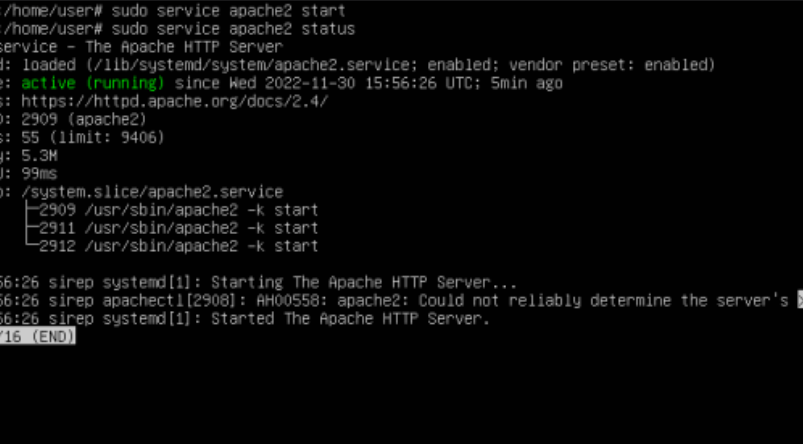 :/home/user# sudo service apache2 start
:/home/user# sudo service apache2 status
service - The Apache HTTP Server
d: loaded (/lib/systemd/system/apache2.service; enabled; vendor preset: enabled)
e: active (running) since Wed 2022-11-30 15:56:26 UTC; 5min ago
s: https://httpd.apache.org/docs/2.4/
D: 2909 (apache2)
s: 55 (limit: 9406)
y: 5.3M
U: 99ms
p: /system.slice/apache2.service
├─2909 /usr/sbin/apache2 -k start
├─2911 /usr/sbin/apache2 -k start
└─2912 /usr/sbin/apache2 -k start
56:26 sirep systemd[1]: Starting The Apache HTTP Server...
56:26 sirep apachectl[2908]: AH00558: apache2: Could not reliably determine the server's >
56:26 sirep systemd[1]: Started The Apache HTTP Server.
/16 (END)